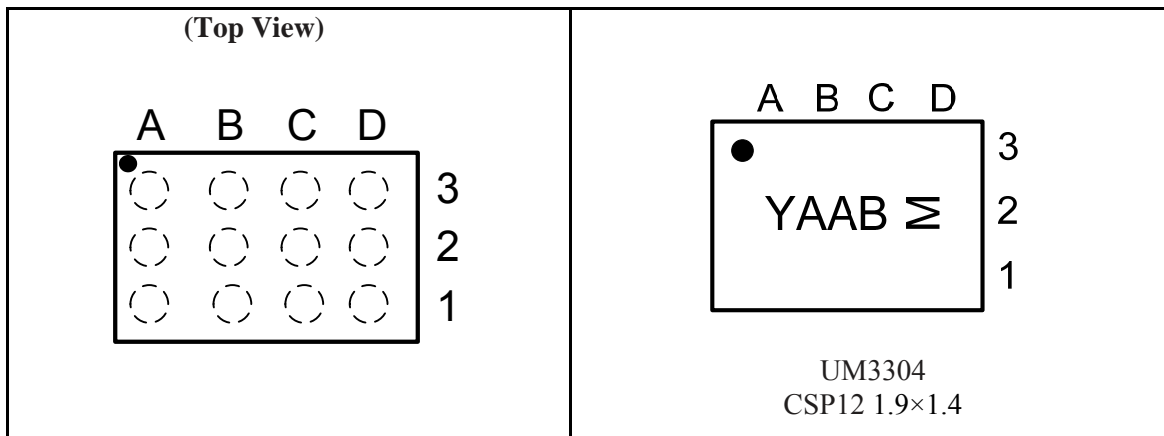 (Top View)
A B C D
3
2
1
A B C D
3
YAAB M
2
1
UM3304
CSP12 1.9×1.4